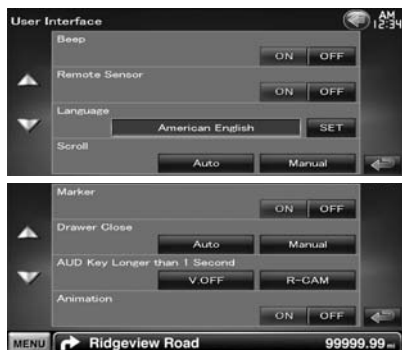 User Interface
AM
12:34
Beep
ON OFF
Remote Sensor
ON OFF
Language
American English SET
Scroll
Auto Manual
Marker
ON OFF
Drawer Close
Auto Manual
AUD Key Longer than 1 Second
V.OFF R-CAM
Animation
ON OFF
MENU Ridgeview Road 99999.99 mi